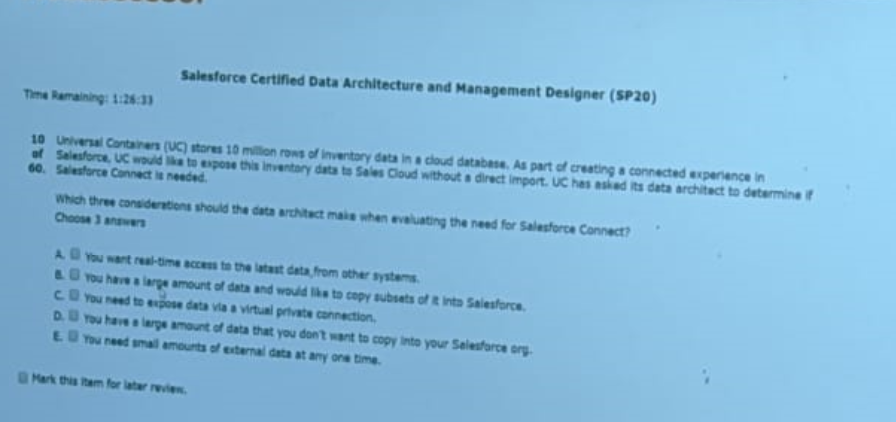 Salesforce Certified Data Architecture and Management Designer (SP20)
Time Remaining: 1:26:33
10 Universal Containers (UC) stores 10 million rows of inventory data in a cloud database. As part of creating a connected experience in
of Salesforce, UC would like to expose this inventory data to Sales Cloud without a direct import. UC has asked its data architect to determine if
60. Salesforce Connect is needed.
Which three considerations should the data architect make when evaluating the need for Salesforce Connect?
Choose 3 answers
A. You want real-time access to the latest data, from other systems.
B. You have a large amount of data and would like to copy subsets of it into Salesforce.
C. You need to expose data via a virtual private connection.
D. You have a large amount of data that you don't want to copy into your Salesforce org.
E. You need small amounts of external data at any one time.
Mark this item for later review.